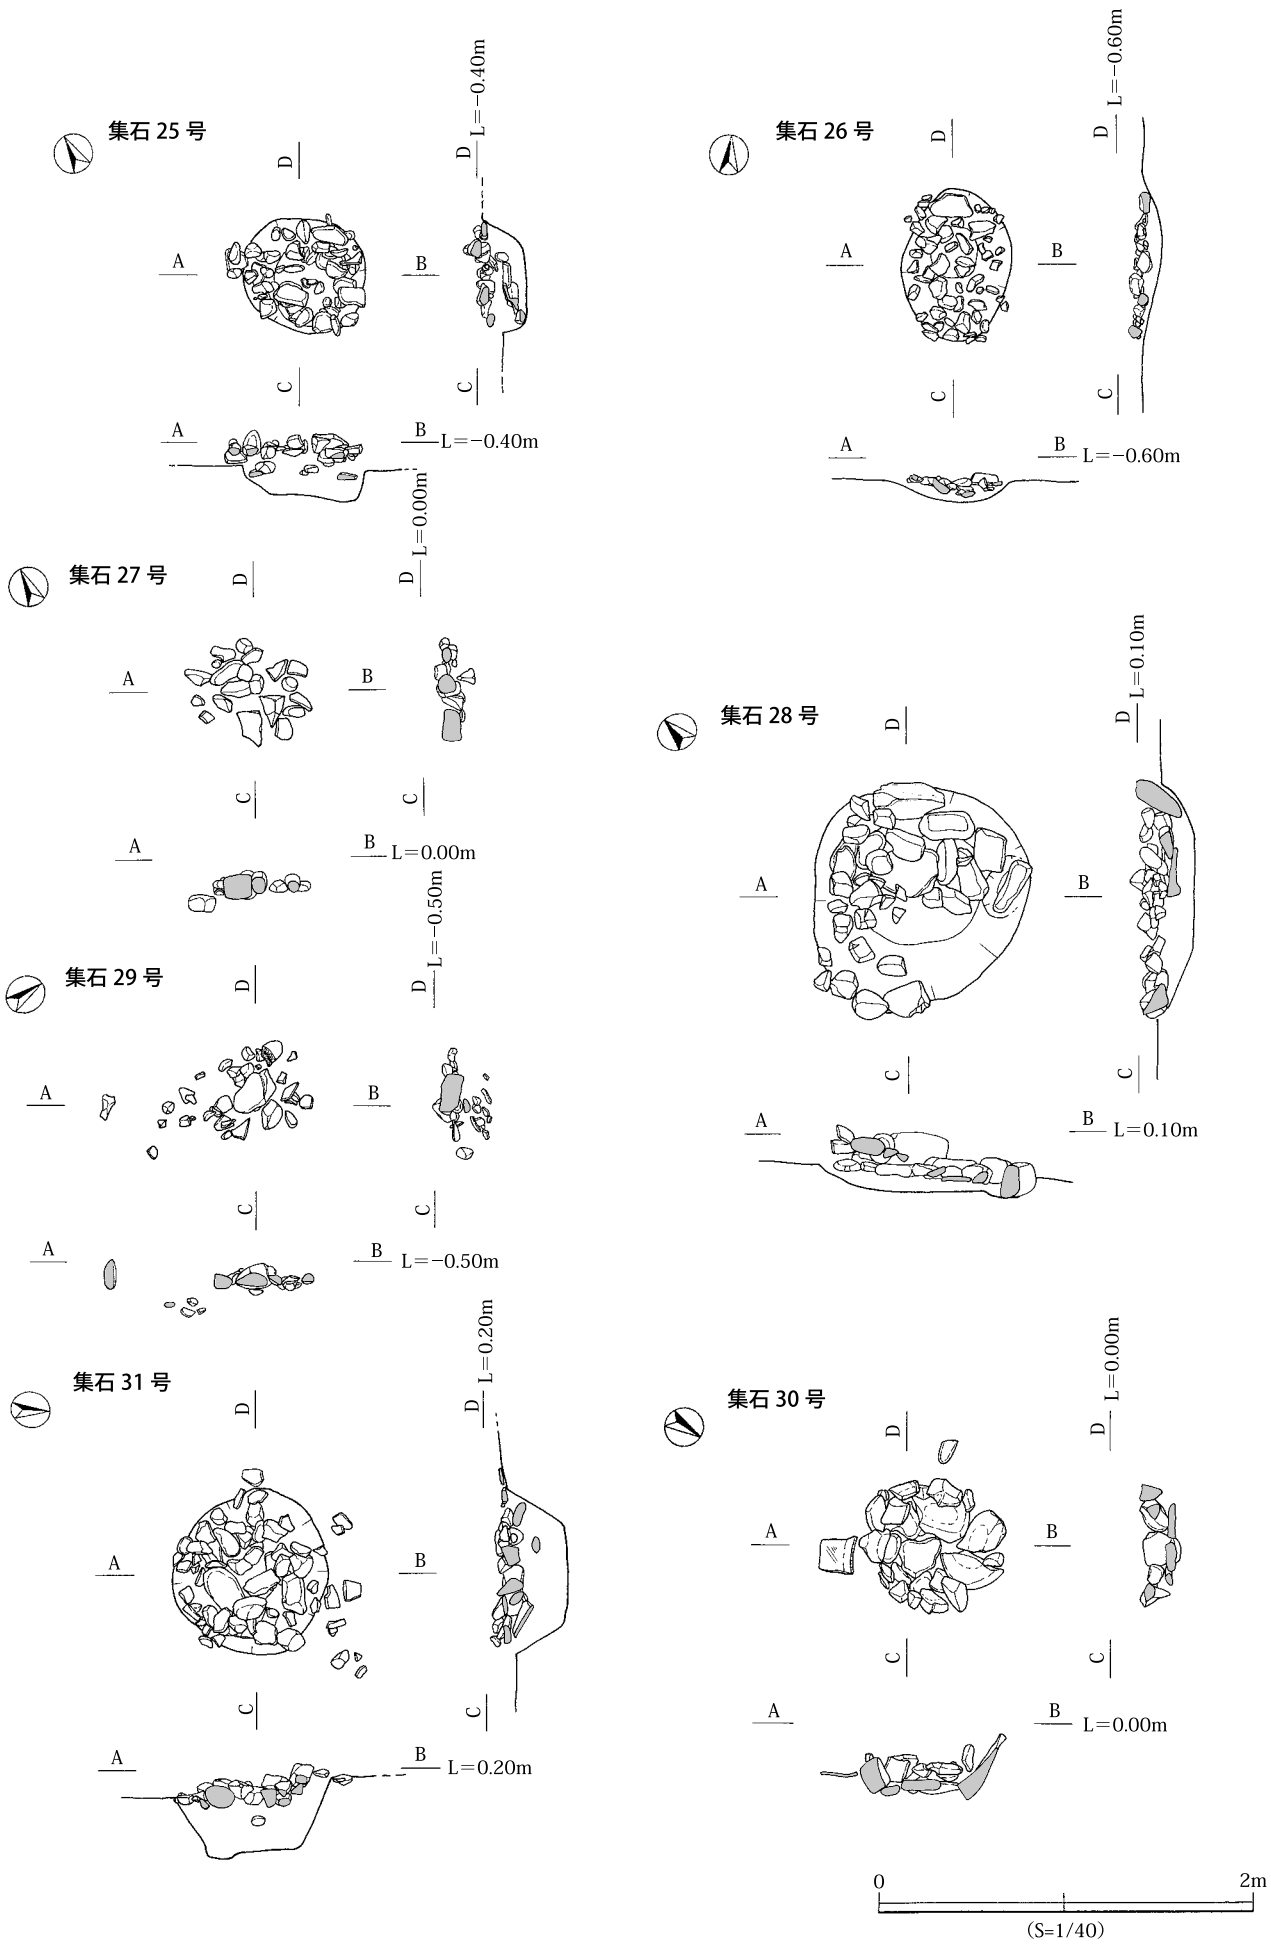 集石 25 号
D
L=−0.40m
D
A
B
C
C
A
B
L=−0.40m
集石 26 号
D
L=−0.60m
D
A
B
C
C
A
B
L=−0.60m
集石 27 号
D
L=0.00m
D
A
B
C
C
A
B
L=0.00m
集石 28 号
D
L=0.10m
D
A
B
C
C
A
B
L=0.10m
集石 29 号
D
L=−0.50m
D
A
B
C
C
A
B
L=−0.50m
集石 31 号
D
L=0.20m
D
A
B
C
C
A
B
L=0.20m
集石 30 号
D
L=0.00m
D
A
B
C
C
A
B
L=0.00m
0
2m
(S=1/40)